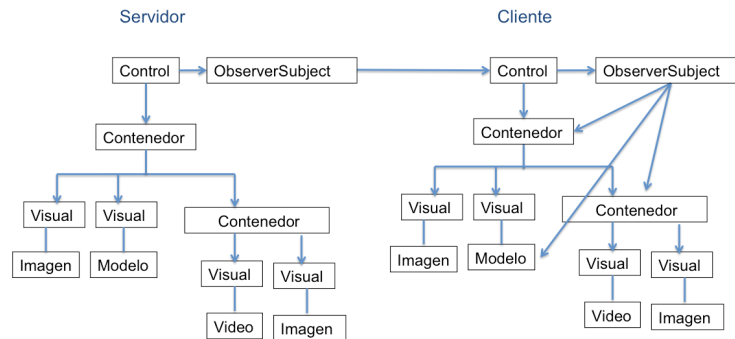 Servidor
Cliente
Control
ObserverSubject
Control
ObserverSubject
Contenedor
Contenedor
Visual
Visual
Contenedor
Visual
Visual
Contenedor
Imagen
Modelo
Visual
Visual
Imagen
Modelo
Visual
Visual
Video
Imagen
Video
Imagen